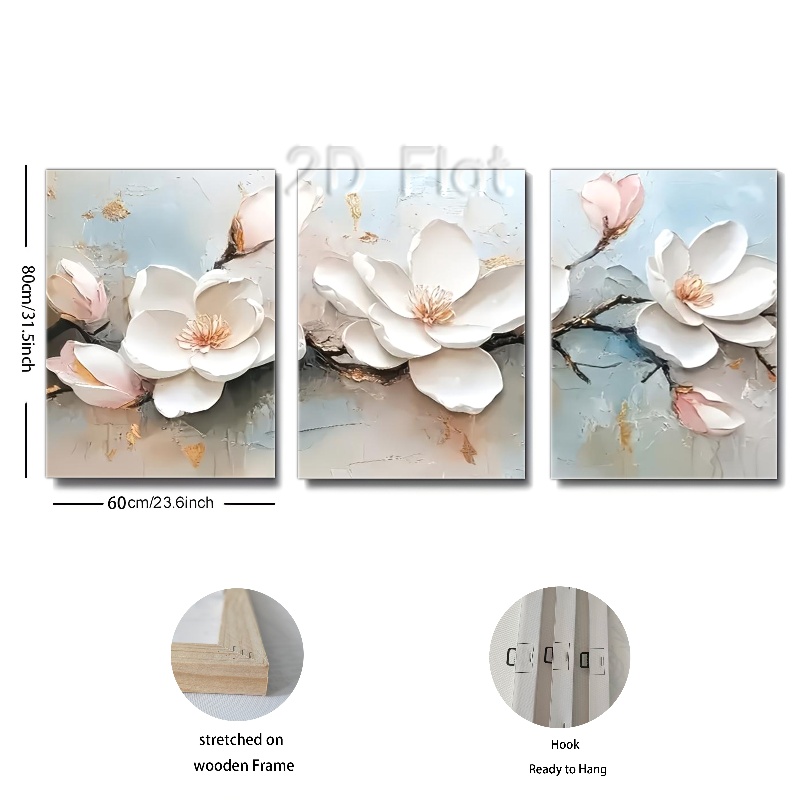 2D Flat
80cm/31.5inch
60cm/23.6inch
stretched on
wooden Frame
Hook
Ready to Hang